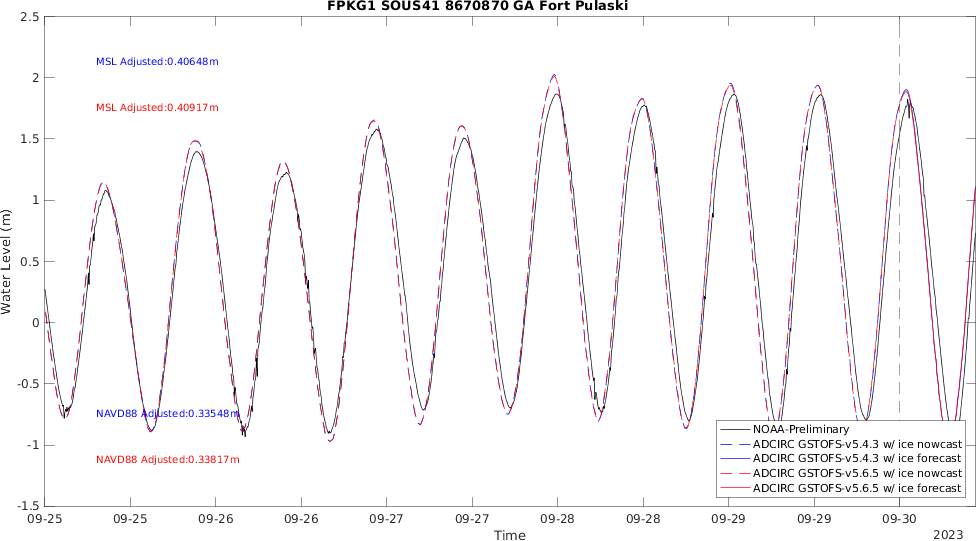 FPKG1 SOUS41 8670870 GA Fort Pulaski
2.5
2
1.5
1
0.5
0
-0.5
-1
-1.5
Water Level (m)
MSL Adjusted:0.40648m
MSL Adjusted:0.40917m
NAVD88 Adjusted:0.33548m
NAVD88 Adjusted:0.33817m
NOAA-Preliminary
ADCIRC GSTOFS-v5.4.3 w/ ice nowcast
ADCIRC GSTOFS-v5.4.3 w/ ice forecast
ADCIRC GSTOFS-v5.6.5 w/ ice nowcast
ADCIRC GSTOFS-v5.6.5 w/ ice forecast
09-25 09-25 09-26 09-26 09-27 09-27 09-28 09-28 09-29 09-29 09-30
Time
2023